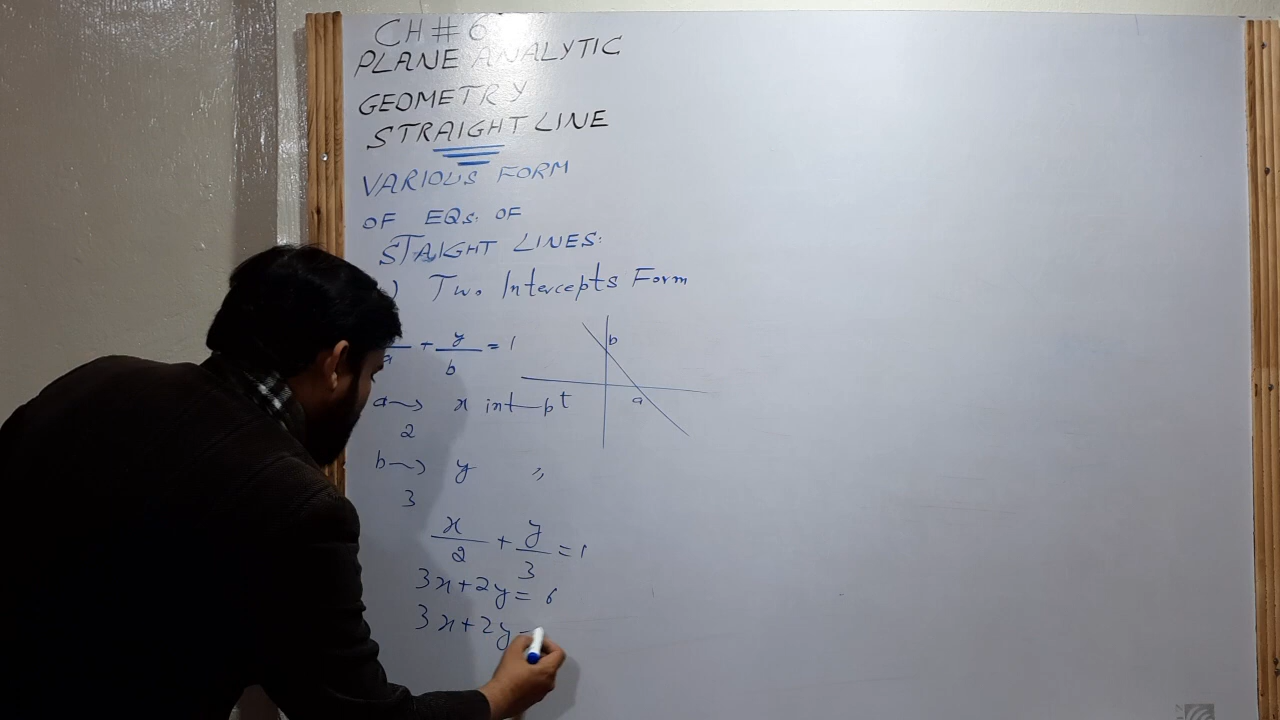 CH # 6
PLANE ANALYTIC
GEOMETRY
STRAIGHT LINE
VARIOUS FORM
OF EQs. OF
STAIGHT LINES:
) Two Intercepts Form
a + y/b = 1
b
a
a → x int—pt
2
b → y 〃
3
x/2 + y/3 = 1
3x+2y = 6
3x+2y -